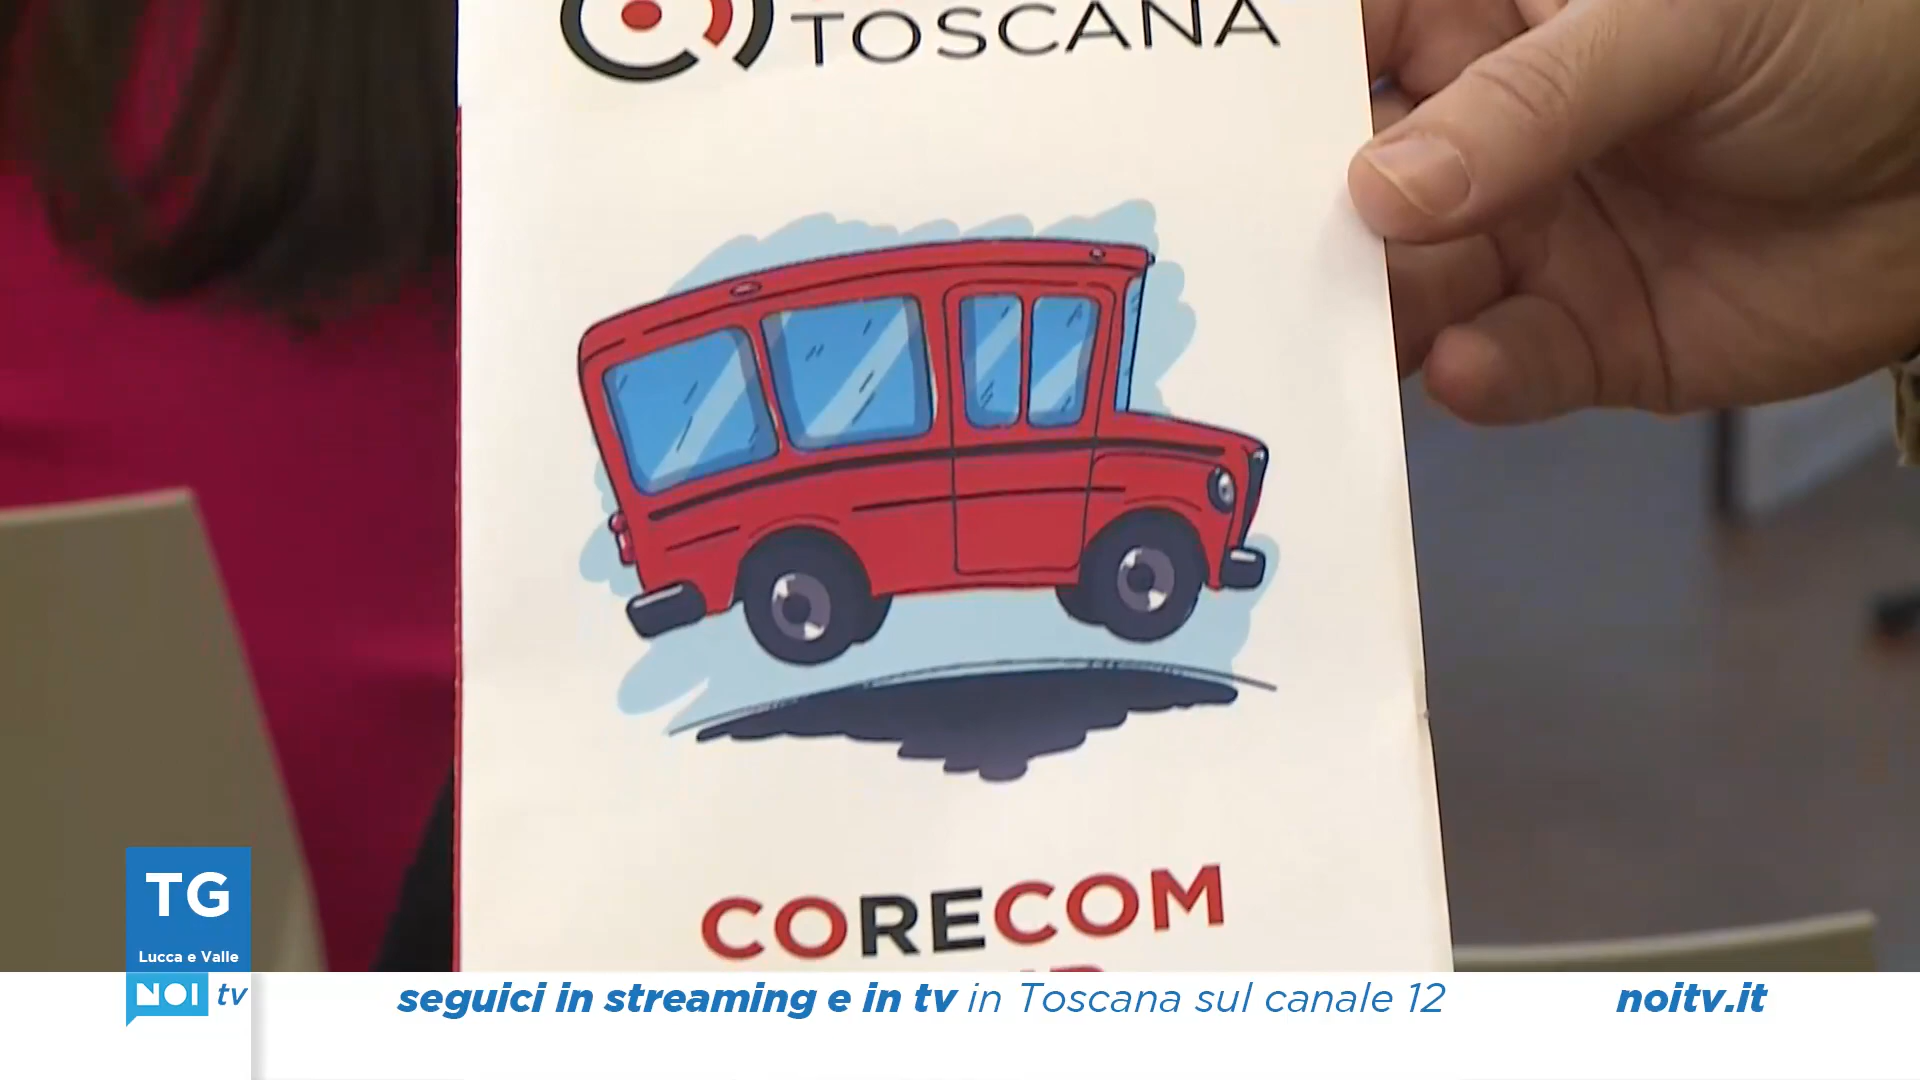 TOSCANA
CORECOM
TG
Lucca e Valle
NOI tv
seguici in streaming e in tv in Toscana sul canale 12
noitv.it